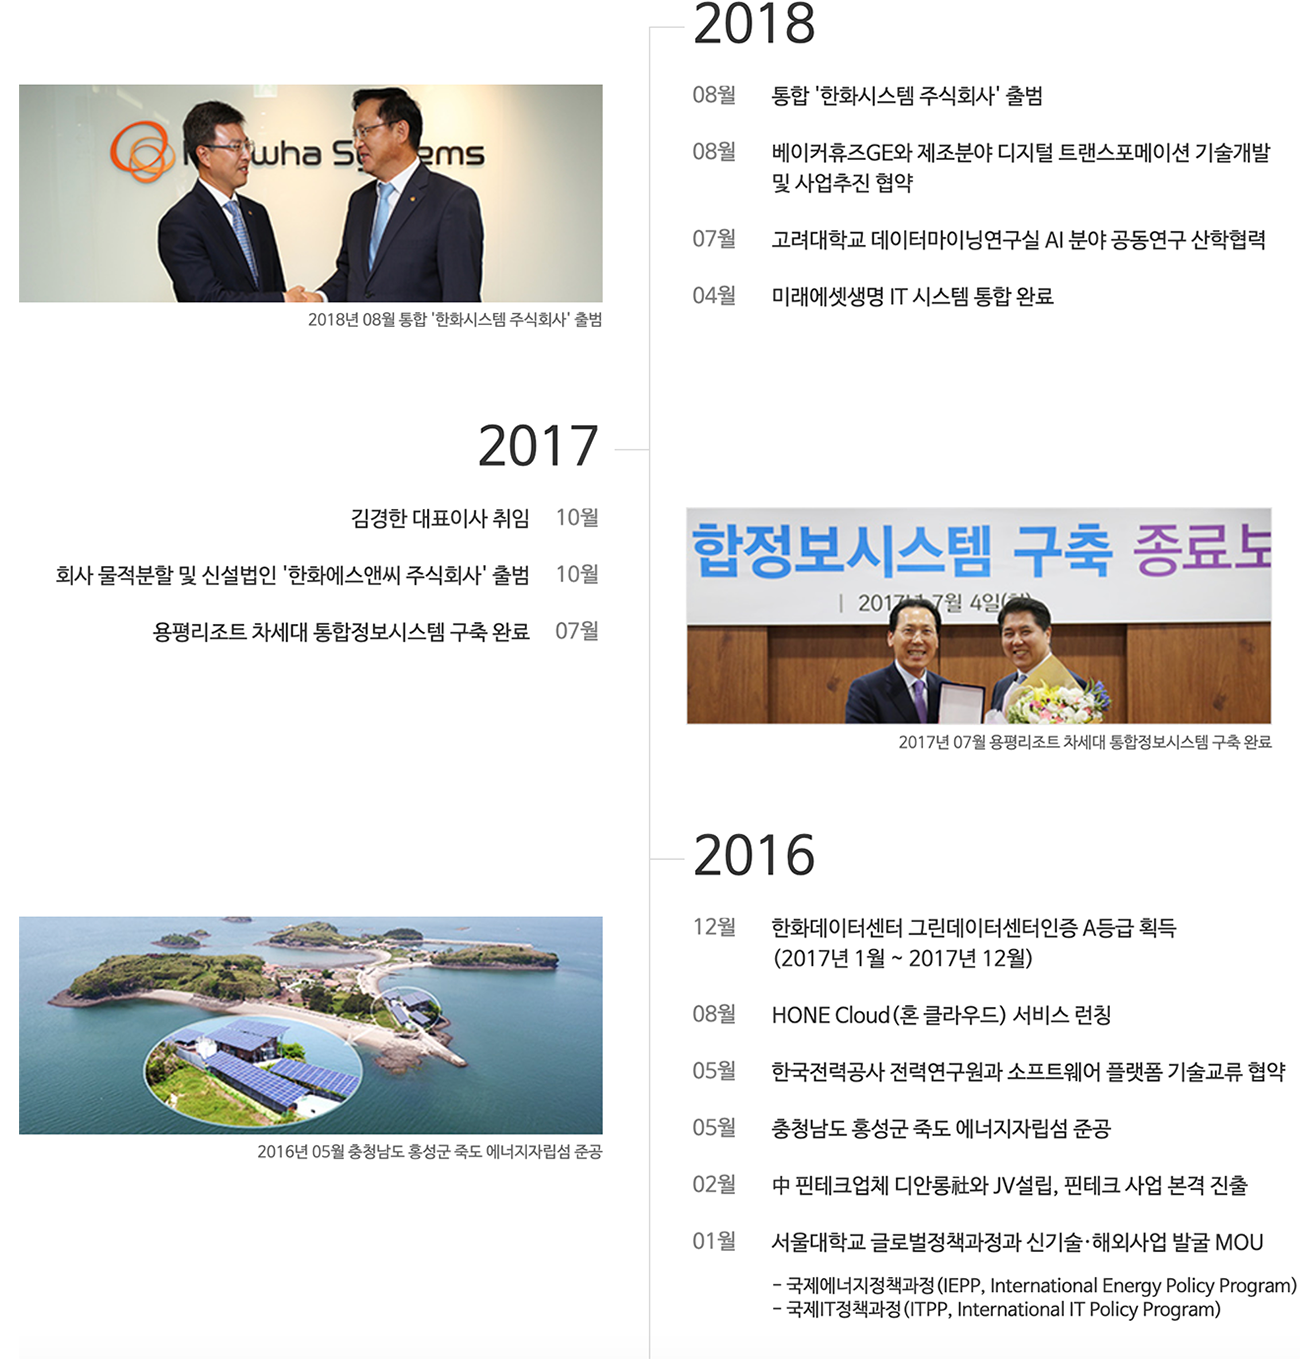 2018
08월 통합 '한화시스템 주식회사' 출범
08월 베이커휴즈GE와 제조분야 디지털 트랜스포메이션 기술개발
및 사업추진 협약
07월 고려대학교 데이터마이닝연구실 AI 분야 공동연구 산학협력
04월 미래에셋생명 IT 시스템 통합 완료
2018년 08월 통합 '한화시스템 주식회사' 출범
2017
김경한 대표이사 취임 10월
회사 물적분할 및 신설법인 '한화에스앤씨 주식회사' 출범 10월
용평리조트 차세대 통합정보시스템 구축 완료 07월
합정보시스템 구축 종료보
2017년 7월 4일
2017년 07월 용평리조트 차세대 통합정보시스템 구축 완료
2016
12월 한화데이터센터 그린데이터센터인증 A등급 획득
(2017년 1월 ~ 2017년 12월)
08월 HONE Cloud(혼 클라우드) 서비스 런칭
05월 한국전력공사 전력연구원과 소프트웨어 플랫폼 기술교류 협약
05월 충청남도 홍성군 죽도 에너지자립섬 준공
02월 中 핀테크업체 디안롱社와 JV설립, 핀테크 사업 본격 진출
01월 서울대학교 글로벌정책과정과 신기술·해외사업 발굴 MOU
- 국제에너지정책과정(IEPP, International Energy Policy Program)
- 국제IT정책과정(ITPP, International IT Policy Program)
2016년 05월 충청남도 홍성군 죽도 에너지자립섬 준공